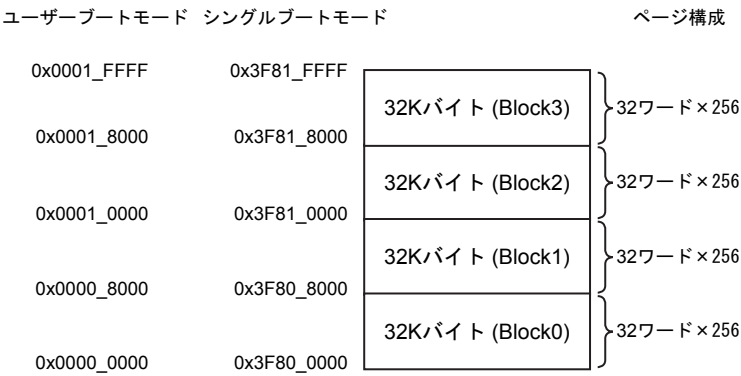 ユーザーブートモード シングルブートモード ページ構成
0x0001_FFFF 0x3F81_FFFF
32Kバイト (Block3) 32ワード×256
0x0001_8000 0x3F81_8000
32Kバイト (Block2) 32ワード×256
0x0001_0000 0x3F81_0000
32Kバイト (Block1) 32ワード×256
0x0000_8000 0x3F80_8000
32Kバイト (Block0) 32ワード×256
0x0000_0000 0x3F80_0000